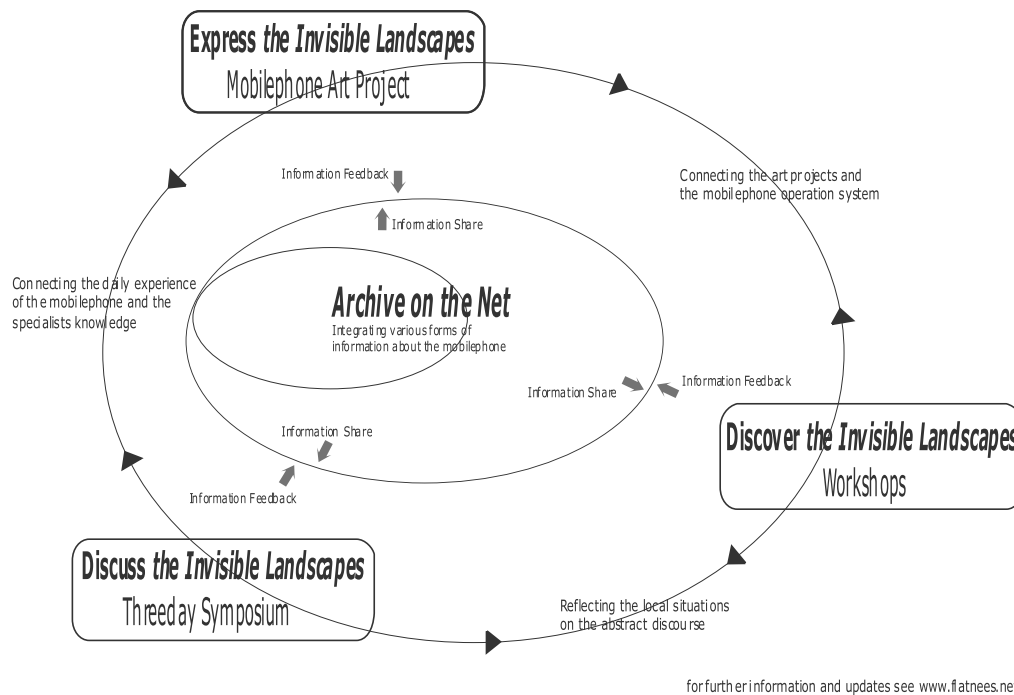 Express the Invisible Landscapes
Mobilephone Art Project
Information Feedback
Information Share
Connecting the art projects and
the mobilephone operation system
Connecting the daily experience
of the mobilephone and the
specialists knowledge
Archive on the Net
Integrating various forms of
information about the mobilephone
Information Share
Information Feedback
Discover the Invisible Landscapes
Workshops
Information Share
Information Feedback
Discuss the Invisible Landscapes
Threeday Symposium
Reflecting the local situations
on the abstract discourse
for further information and updates see www.flatnees.ne